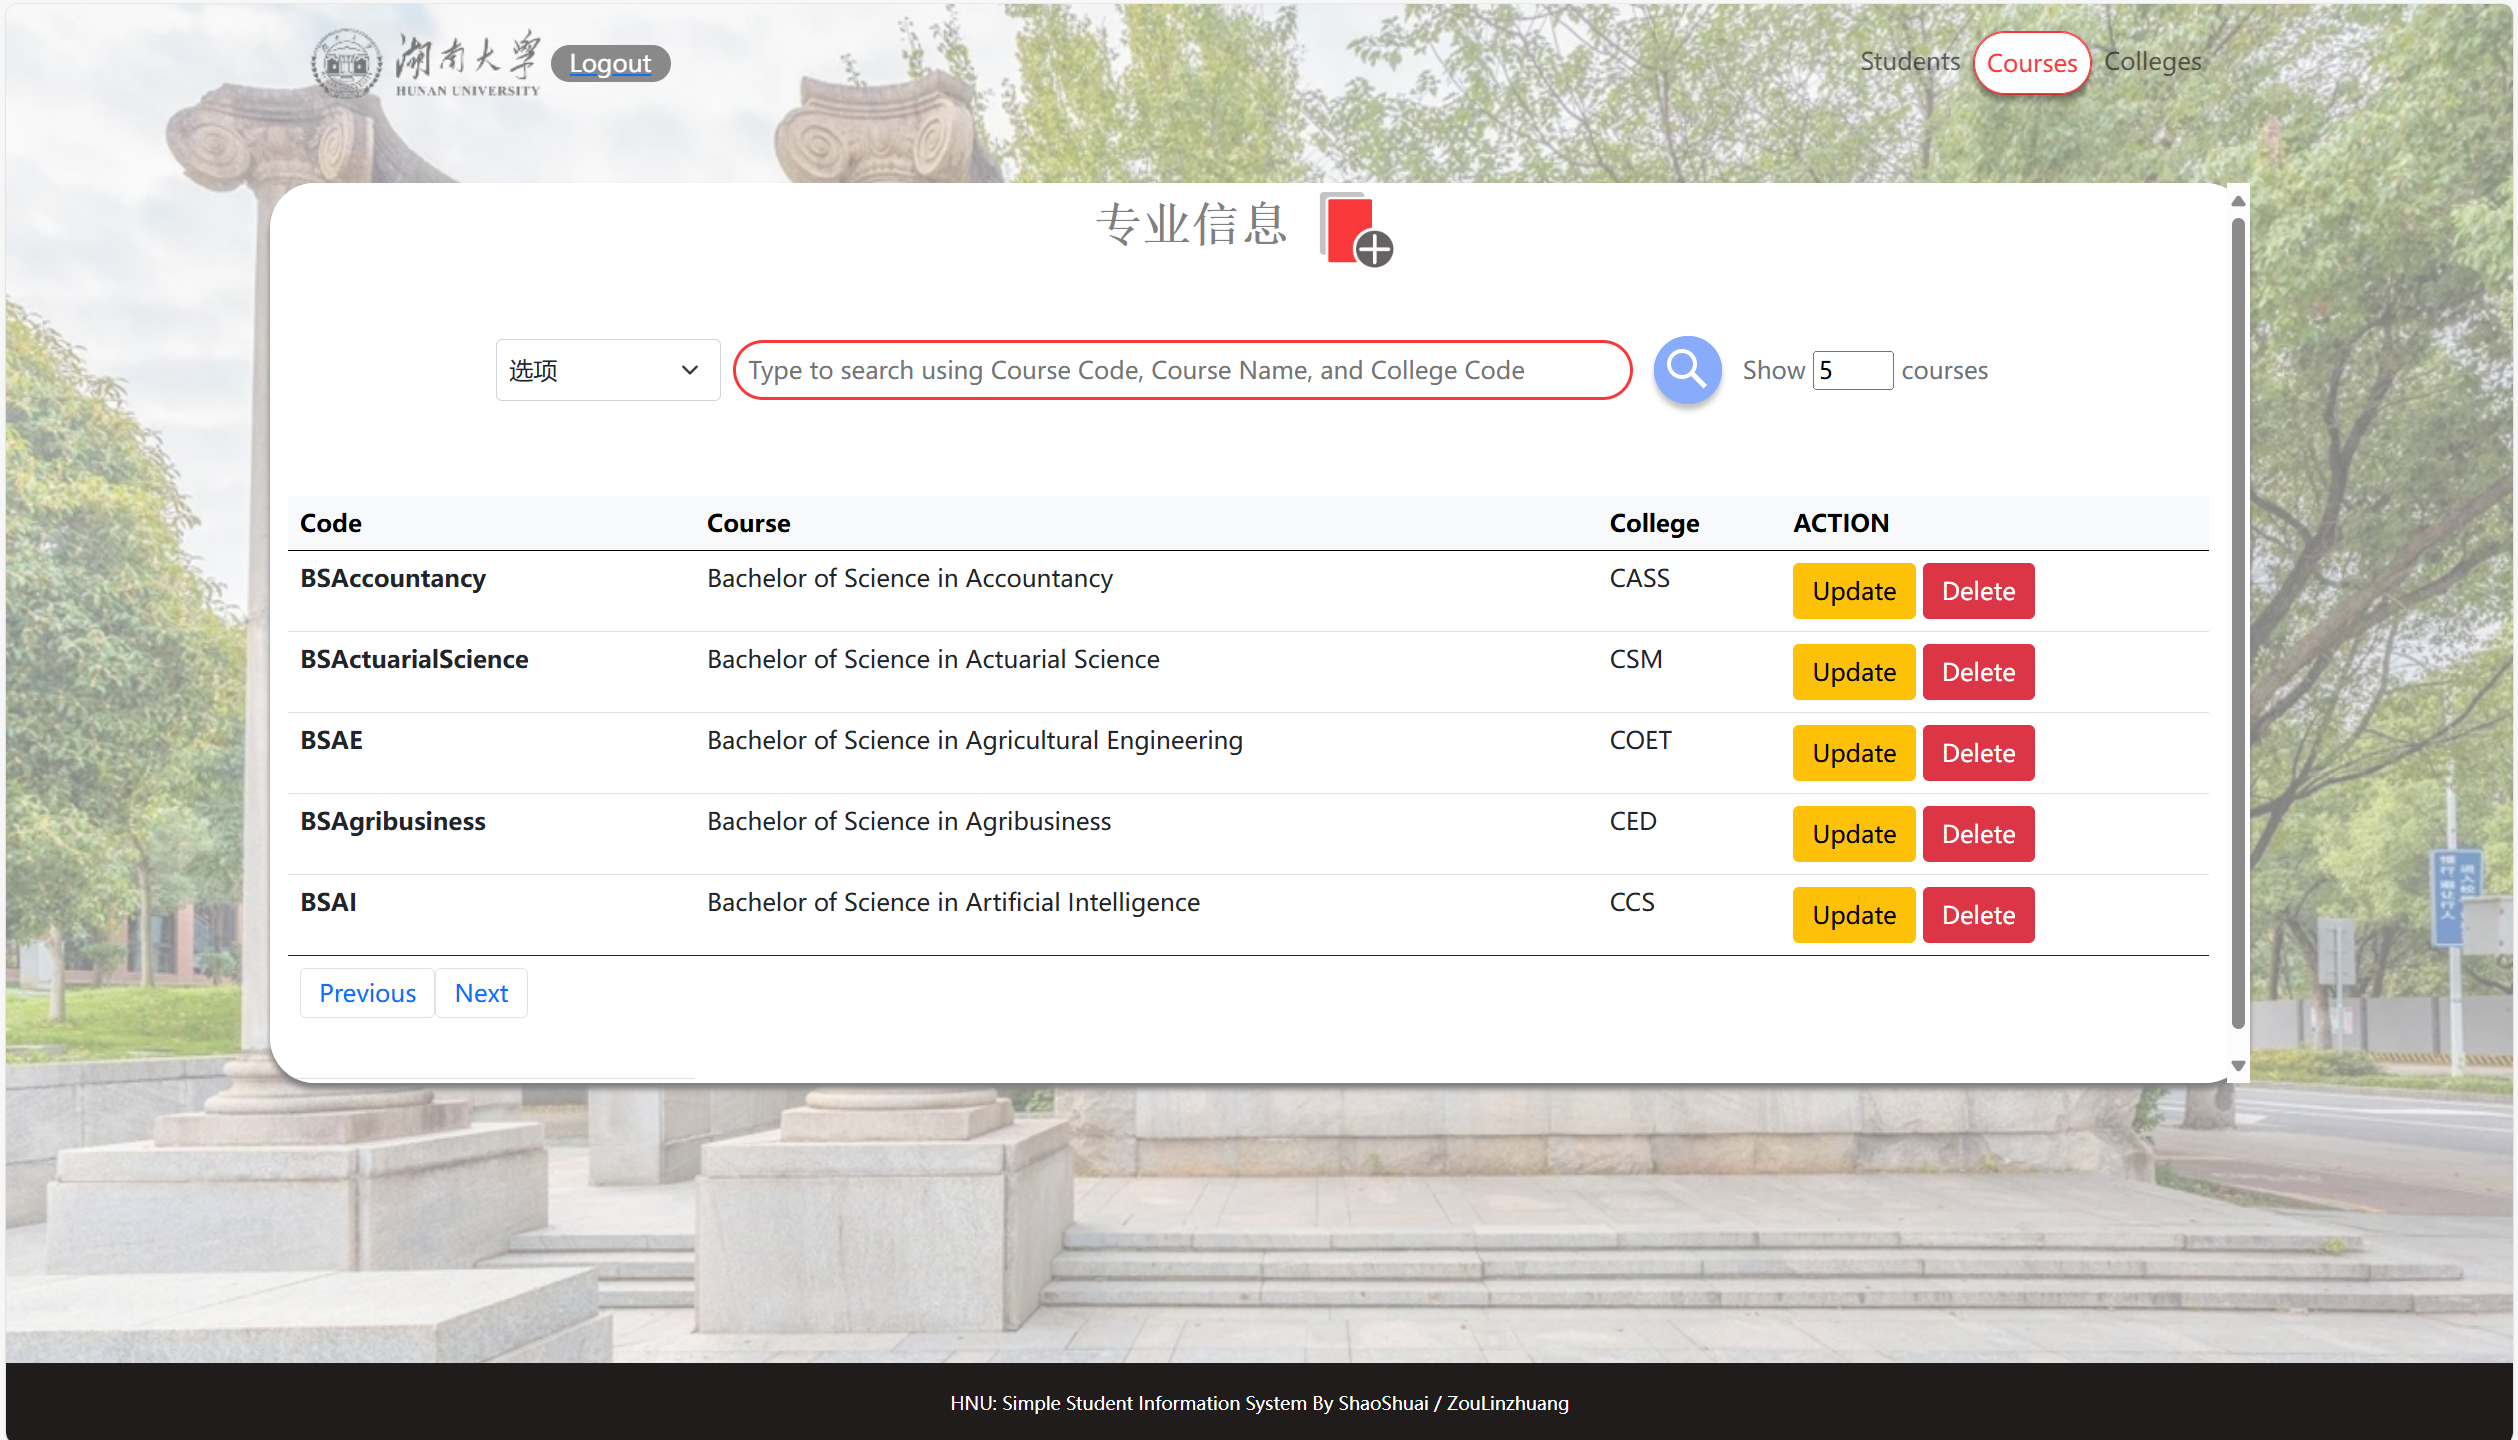 湖南大学
HUNAN UNIVERSITY
Logout
Students Courses Colleges
专业信息
选项 Type to search using Course Code, Course Name, and College Code Show 5 courses
Code Course College ACTION
BSAccountancy Bachelor of Science in Accountancy CASS Update Delete
BSActuarialScience Bachelor of Science in Actuarial Science CSM Update Delete
BSAE Bachelor of Science in Agricultural Engineering COET Update Delete
BSAgribusiness Bachelor of Science in Agribusiness CED Update Delete
BSAI Bachelor of Science in Artificial Intelligence CCS Update Delete
Previous Next
HNU: Simple Student Information System By ShaoShuai / ZouLinzhuang